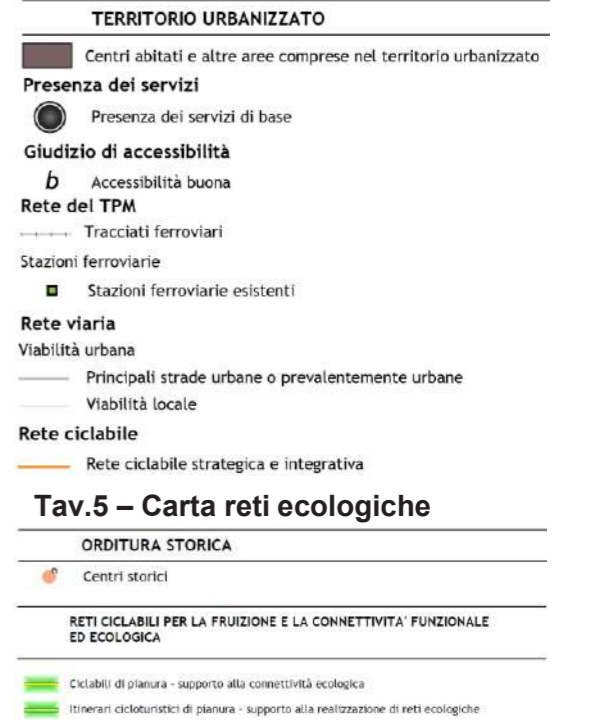 TERRITORIO URBANIZZATO
Centri abitati e altre aree comprese nel territorio urbanizzato
Presenza dei servizi
Presenza dei servizi di base
Giudizio di accessibilità
b Accessibilità buona
Rete del TPM
Tracciati ferroviari
Stazioni ferroviarie
Stazioni ferroviarie esistenti
Rete viaria
Viabilità urbana
Principali strade urbane o prevalentemente urbane
Viabilità locale
Rete ciclabile
Rete ciclabile strategica e integrativa
Tav.5 – Carta reti ecologiche
ORDITURA STORICA
Centri storici
RETI CICLABILI PER LA FRUIZIONE E LA CONNETTIVITA' FUNZIONALE
ED ECOLOGICA
Ciclabili di pianura - supporto alla connettività ecologica
Itinerari cicloturistici di pianura - supporto alla realizzazione di reti ecologiche